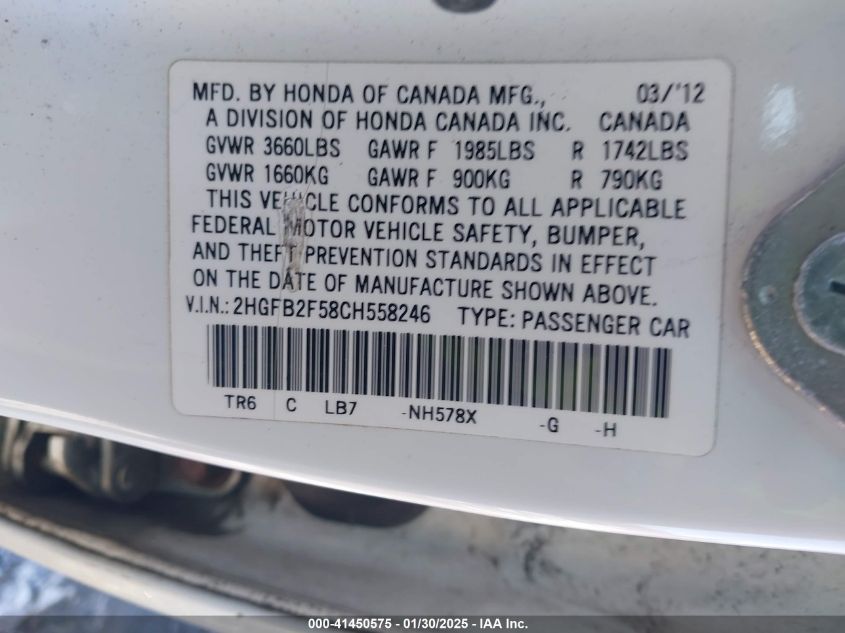 MFD. BY HONDA OF CANADA MFG., 03/'12
A DIVISION OF HONDA CANADA INC. CANADA
GVWR 3660LBS GAWR F 1985LBS R 1742LBS
GVWR 1660KG GAWR F 900KG R 790KG
THIS VEHICLE CONFORMS TO ALL APPLICABLE
FEDERAL MOTOR VEHICLE SAFETY, BUMPER,
AND THEFT PREVENTION STANDARDS IN EFFECT
ON THE DATE OF MANUFACTURE SHOWN ABOVE.
V.I.N.: 2HGFB2F58CH558246 TYPE: PASSENGER CAR
TR6 C LB7 -NH578X -G -H
000-41450575 - 01/30/2025 - IAA Inc.